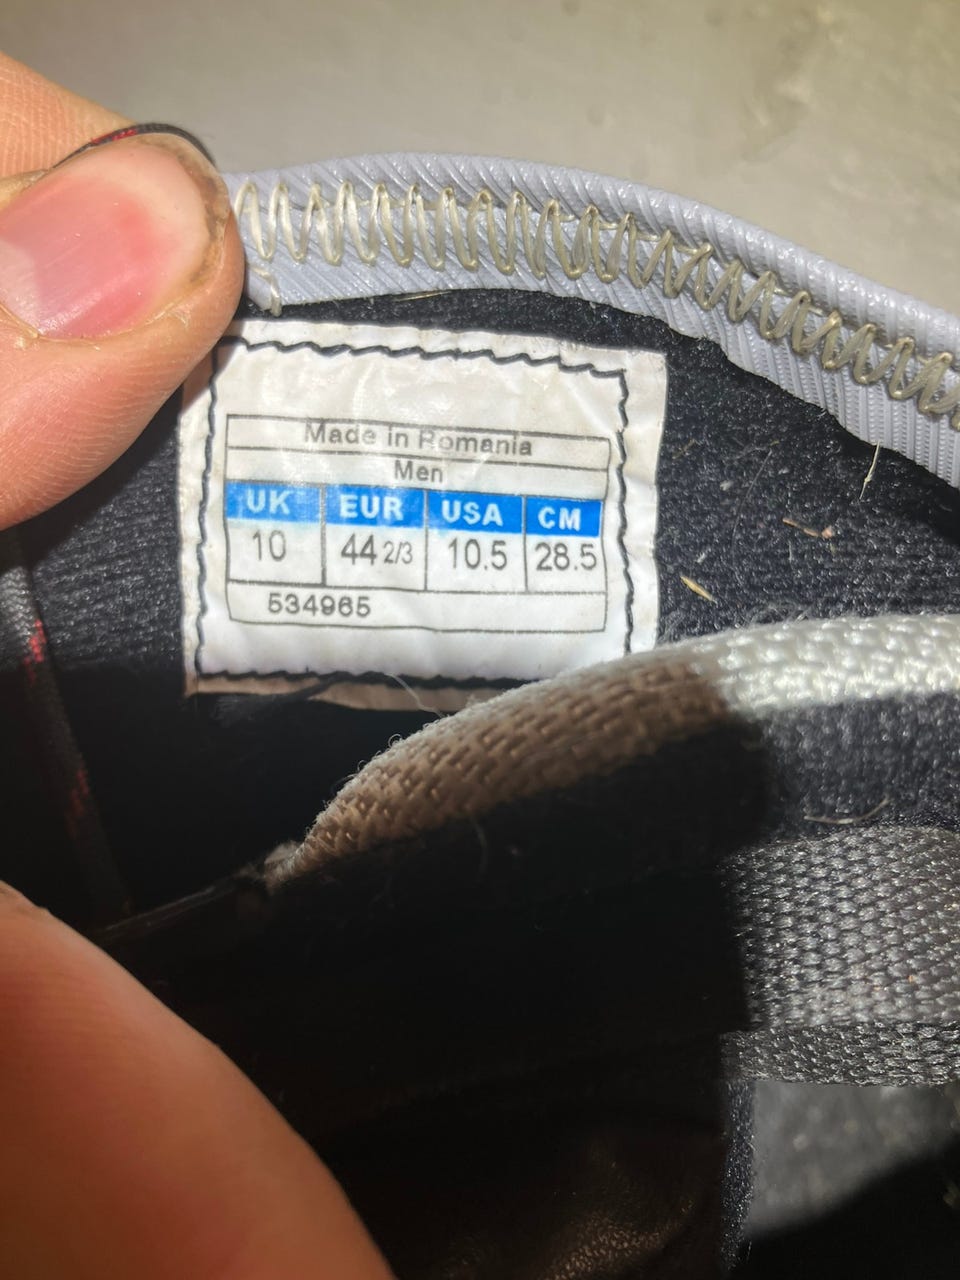 Made in Romania
Men
UK EUR USA CM
10 44 2/3 10.5 28.5
534965